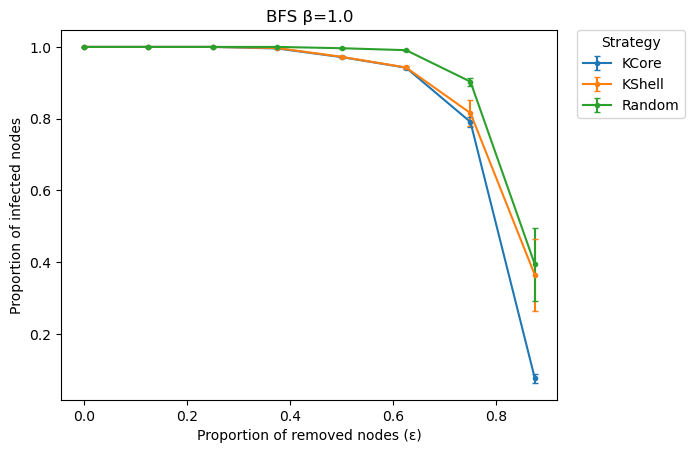 BFS β=1.0
Strategy
KCore
KShell
Random
Proportion of infected nodes
1.0
0.8
0.6
0.4
0.2
0.0 0.2 0.4 0.6 0.8
Proportion of removed nodes (ε)